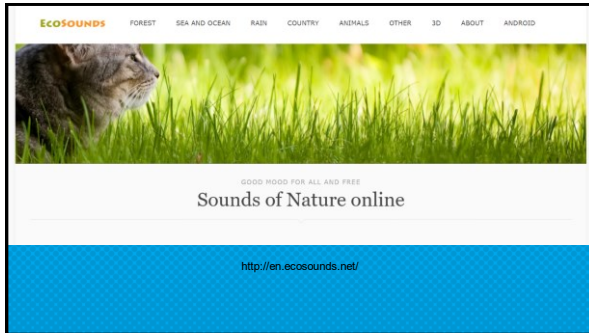 EcoSounds FOREST SEA AND OCEAN RAIN COUNTRY ANIMALS OTHER 3D ABOUT ANDROID
GOOD MOOD FOR ALL AND FREE
Sounds of Nature online
http://en.ecosounds.net/